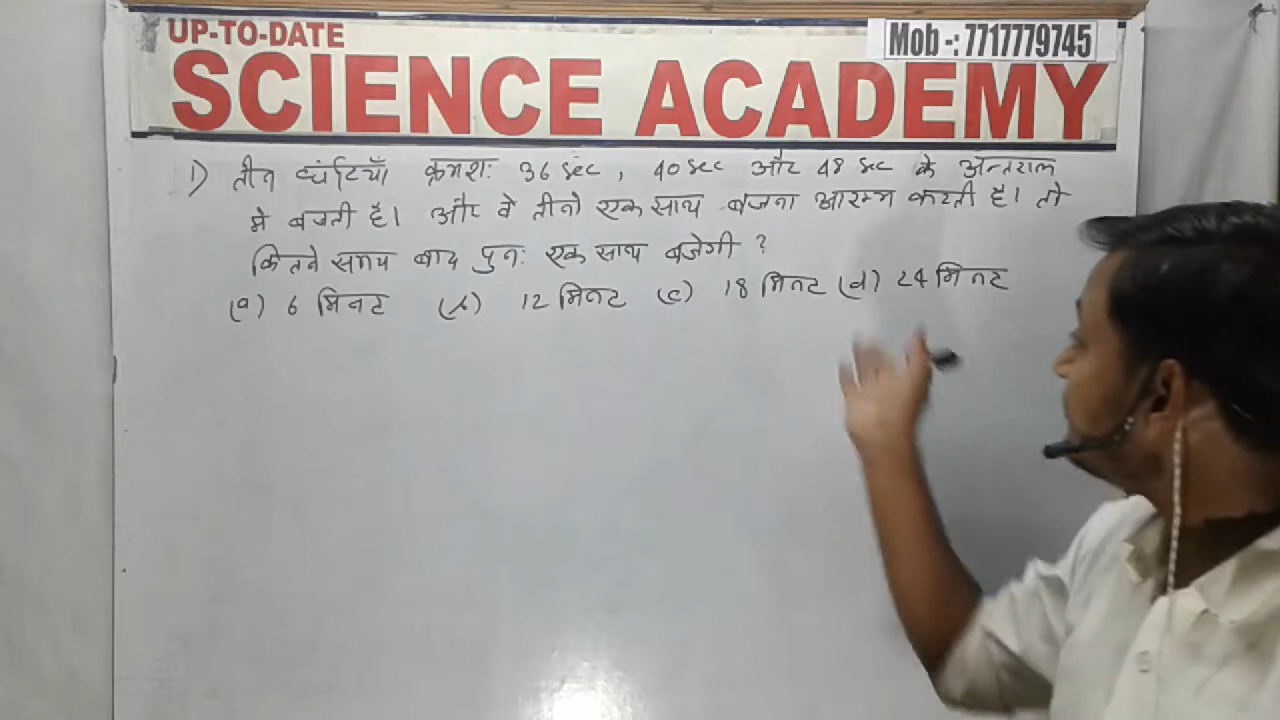 UP-TO-DATE
Mob -: 7717779745
SCIENCE ACADEMY
1) तीन घंटियाँ क्रमशः 36 sec, 40 sec और 48 sec के अन्तराल
मे बजती है। और वे तीनो एक साथ बजना आरम्भ करती है। तो
कितने समय बाद पुनः एक साथ बजेगी ?
(a) 6 मिनट (b) 12 मिनट (c) 18 मिनट (d) 24 मिनट